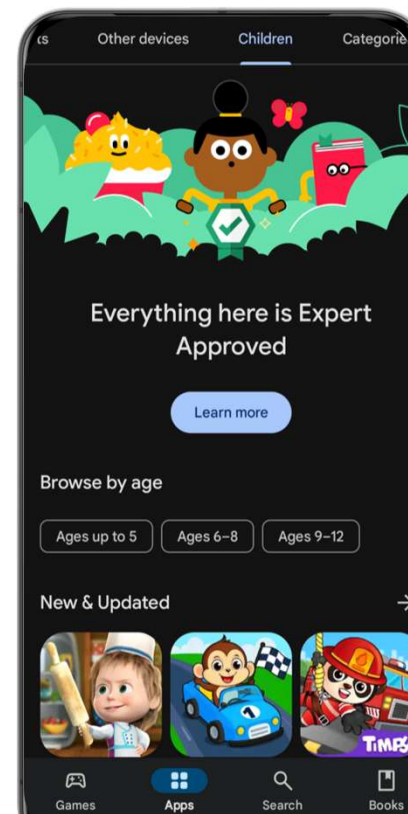 Other devices
Children
Everything here is Expert
Approved
Learn more
Browse by age
Ages up to 5
Ages 6–8
Ages 9–12
New & Updated
1
Games
Apps
Search
Books